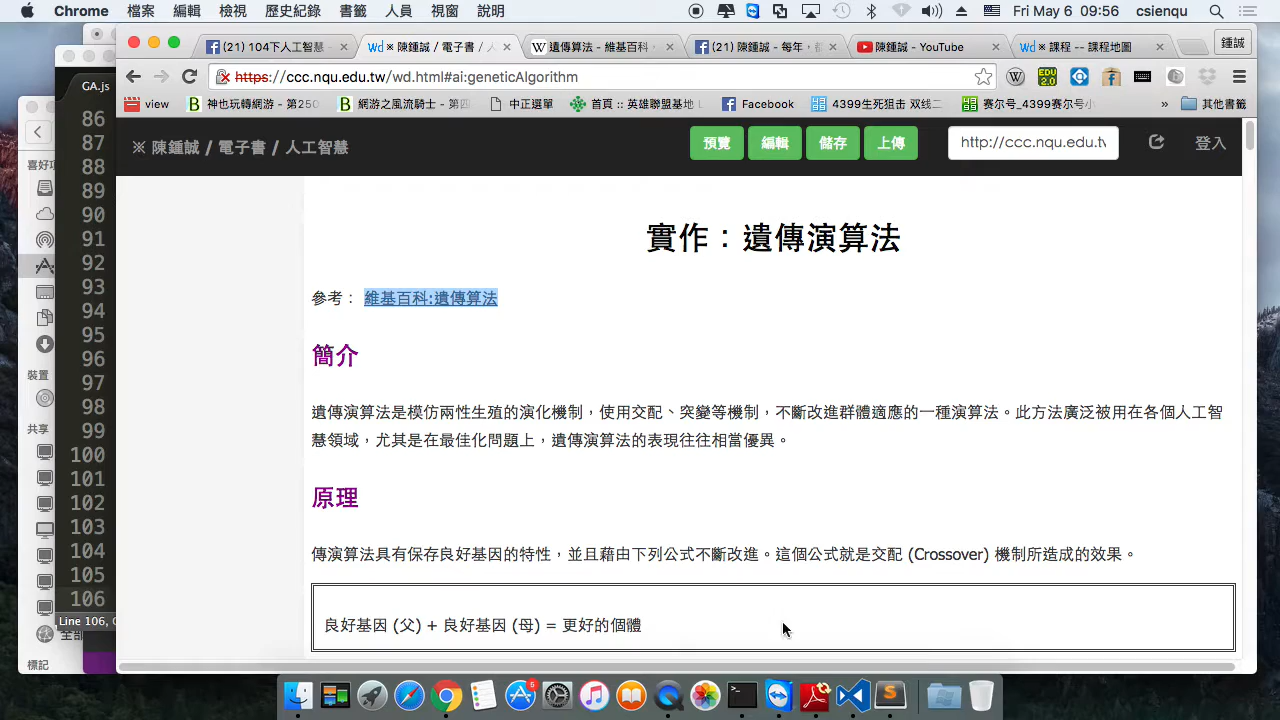 Chrome 檔案 編輯 檢視 歷史紀錄 書籤 人員 視窗 說明 Fri May 6 09:56 csienqu
(21) 104下人工智慧
※ 陳鍾誠 / 電子書 / 人
遺傳算法 - 維基百科
(21) 陳鍾誠 - 每年
陳鍾誠 - YouTube
※ 課程 -- 課程地圖
鍾誠
https://ccc.nqu.edu.tw/wd.html#ai:geneticAlgorithm
view
神也玩轉網游 - 第250
網游之盜賊
中正選單
首頁 :: 英雄聯盟基地
Facebook
4399生死狙击 双线二
赛尔号_4399赛尔号小
»
其他書籤
※ 陳鍾誠 / 電子書 / 人工智慧
預覽 編輯 儲存 上傳
http://ccc.nqu.edu.tv
登入
實作：遺傳演算法
參考： 維基百科:遺傳算法
簡介
遺傳演算法是模仿兩性生殖的演化機制，使用交配、突變等機制，不斷改進群體適應的一種演算法。此方法廣泛被用在各個人工智
慧領域，尤其是在最佳化問題上，遺傳演算法的表現往往相當優異。
原理
傳演算法具有保存良好基因的特性，並且藉由下列公式不斷改進。這個公式就是交配 (Crossover) 機制所造成的效果。
良好基因 (父) + 良好基因 (母) = 更好的個體
GA.js
86
87
88
89
90
91
92
93
94
95
96
97
98
99
100
101
102
103
104
105
106
Line 106,
喜好項
裝置
共享
全部
標記
6